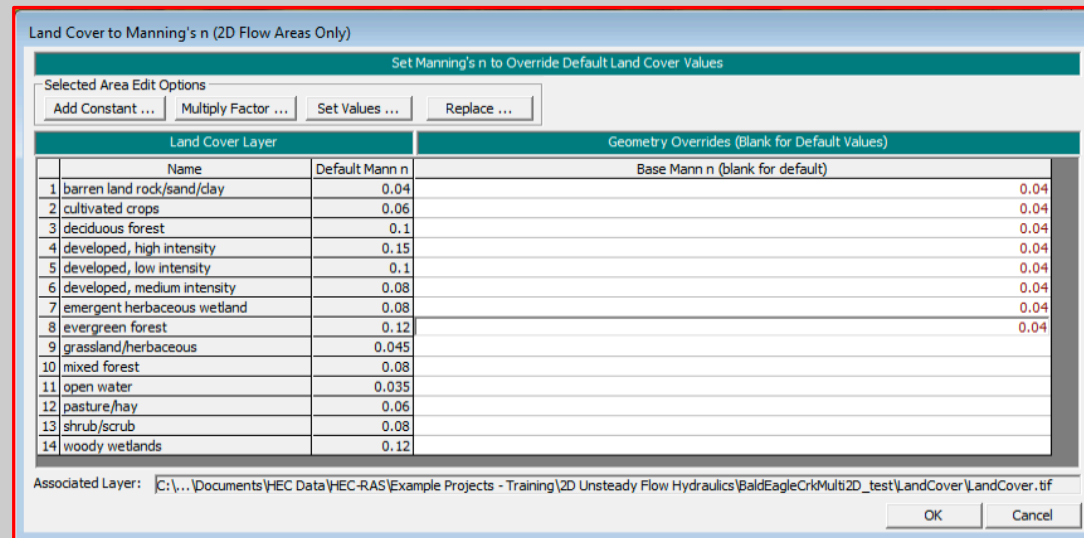 Land Cover to Manning's n (2D Flow Areas Only)
Set Manning's n to Override Default Land Cover Values
Selected Area Edit Options
Add Constant ... Multiply Factor ... Set Values ... Replace ...
Land Cover Layer Geometry Overrides (Blank for Default Values)
Name Default Mann n Base Mann n (blank for default)
1 barren land rock/sand/clay 0.04 0.04
2 cultivated crops 0.06 0.04
3 deciduous forest 0.1 0.04
4 developed, high intensity 0.15 0.04
5 developed, low intensity 0.1 0.04
6 developed, medium intensity 0.08 0.04
7 emergent herbaceous wetland 0.08 0.04
8 evergreen forest 0.12 0.04
9 grassland/herbaceous 0.045
10 mixed forest 0.08
11 open water 0.035
12 pasture/hay 0.06
13 shrub/scrub 0.08
14 woody wetlands 0.12
Associated Layer: C:\...\Documents\HEC Data\HEC-RAS\Example Projects - Training\2D Unsteady Flow Hydraulics\BaldEagleCrkMulti2D_test\LandCover\LandCover.tif
OK Cancel